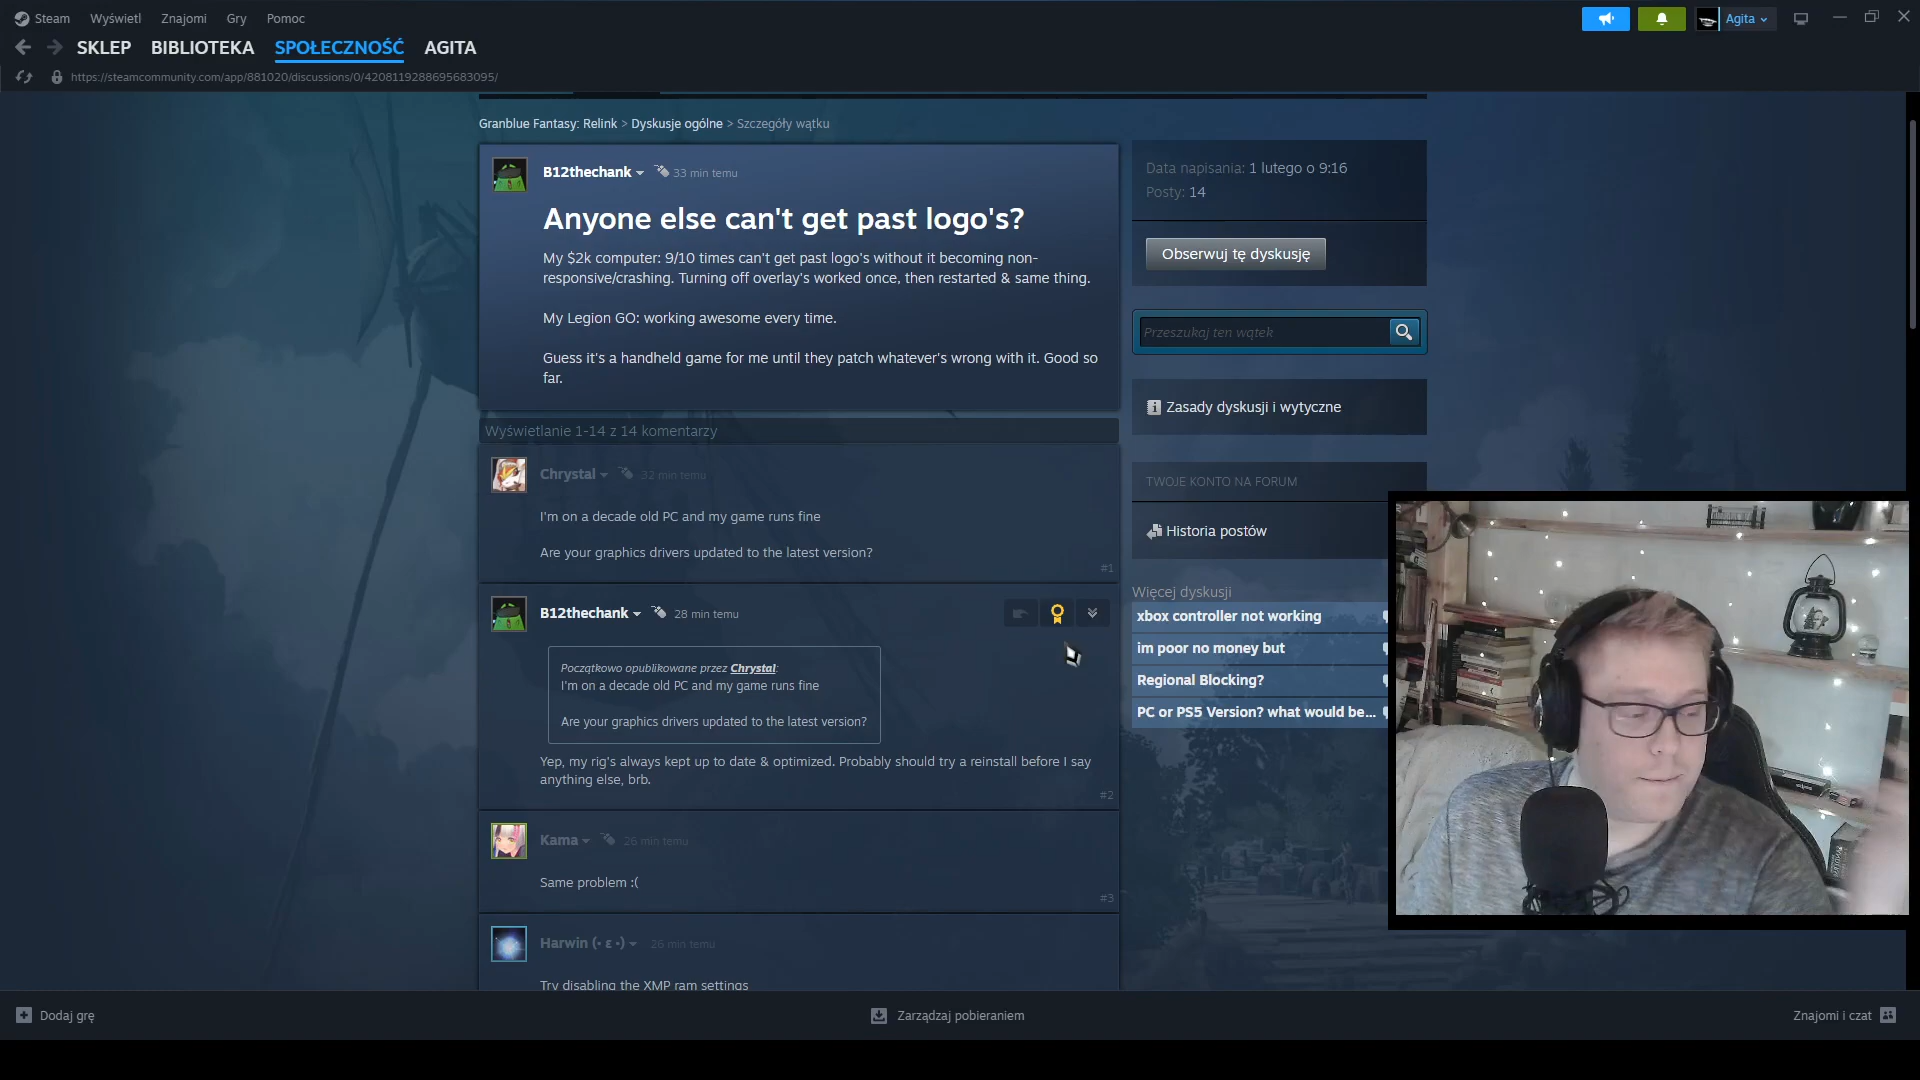 Steam Wyświetl Znajomi Gry Pomoc
Agita
SKLEP BIBLIOTEKA SPOŁECZNOŚĆ AGITA
https://steamcommunity.com/app/881020/discussions/0/4208119288695683095/
Granblue Fantasy: Relink > Dyskusje ogólne > Szczegóły wątku
B12thechank 33 min temu
Anyone else can't get past logo's?
My $2k computer: 9/10 times can't get past logo's without it becoming non-
responsive/crashing. Turning off overlay's worked once, then restarted & same thing.
My Legion GO: working awesome every time.
Guess it's a handheld game for me until they patch whatever's wrong with it. Good so
far.
Wyświetlanie 1-14 z 14 komentarzy
Chrystal 32 min temu
I'm on a decade old PC and my game runs fine
Are your graphics drivers updated to the latest version?
#1
B12thechank 28 min temu
Początkowo opublikowane przez Chrystal:
I'm on a decade old PC and my game runs fine
Are your graphics drivers updated to the latest version?
Yep, my rig's always kept up to date & optimized. Probably should try a reinstall before I say
anything else, brb.
#2
Kama 26 min temu
Same problem :(
#3
Harwin (• ε •) 26 min temu
Try disabling the XMP ram settings
Data napisania: 1 lutego o 9:16
Posty: 14
Obserwuj tę dyskusję
Przeszukaj ten wątek
Zasady dyskusji i wytyczne
TWOJE KONTO NA FORUM
Historia postów
Więcej dyskusji
xbox controller not working
im poor no money but
Regional Blocking?
PC or PS5 Version? what would be...
Dodaj grę
Zarządzaj pobieraniem
Znajomi i czat